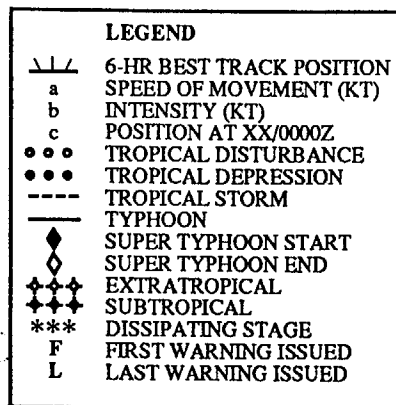 LEGEND
6-HR BEST TRACK POSITION
a SPEED OF MOVEMENT (KT)
b INTENSITY (KT)
c POSITION AT XX/0000Z
TROPICAL DISTURBANCE
TROPICAL DEPRESSION
TROPICAL STORM
TYPHOON
SUPER TYPHOON START
SUPER TYPHOON END
EXTRATROPICAL
SUBTROPICAL
*** DISSIPATING STAGE
F FIRST WARNING ISSUED
L LAST WARNING ISSUED